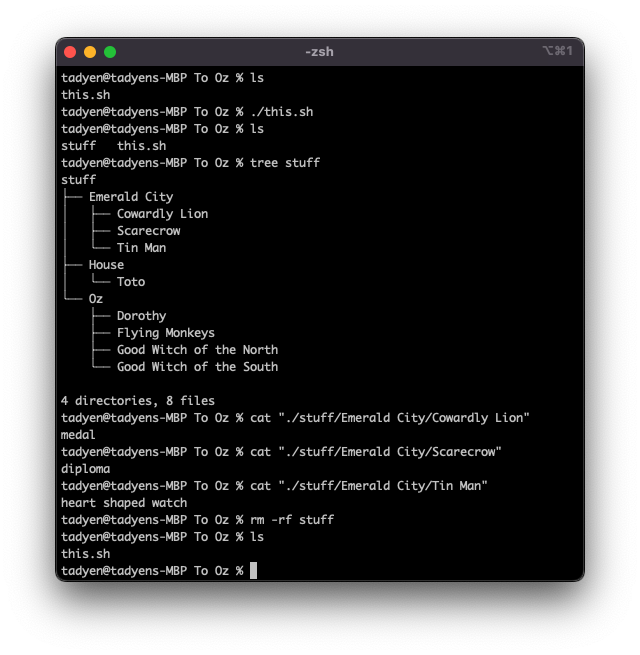 -zsh
⌥⌘1
tadyen@tadyens-MBP To Oz % ls
this.sh
tadyen@tadyens-MBP To Oz % ./this.sh
tadyen@tadyens-MBP To Oz % ls
stuff   this.sh
tadyen@tadyens-MBP To Oz % tree stuff
stuff
├── Emerald City
│   ├── Cowardly Lion
│   ├── Scarecrow
│   └── Tin Man
├── House
│   └── Toto
└── Oz
    ├── Dorothy
    ├── Flying Monkeys
    ├── Good Witch of the North
    └── Good Witch of the South

4 directories, 8 files
tadyen@tadyens-MBP To Oz % cat "./stuff/Emerald City/Cowardly Lion"
medal
tadyen@tadyens-MBP To Oz % cat "./stuff/Emerald City/Scarecrow"
diploma
tadyen@tadyens-MBP To Oz % cat "./stuff/Emerald City/Tin Man"
heart shaped watch
tadyen@tadyens-MBP To Oz % rm -rf stuff
tadyen@tadyens-MBP To Oz % ls
this.sh
tadyen@tadyens-MBP To Oz %